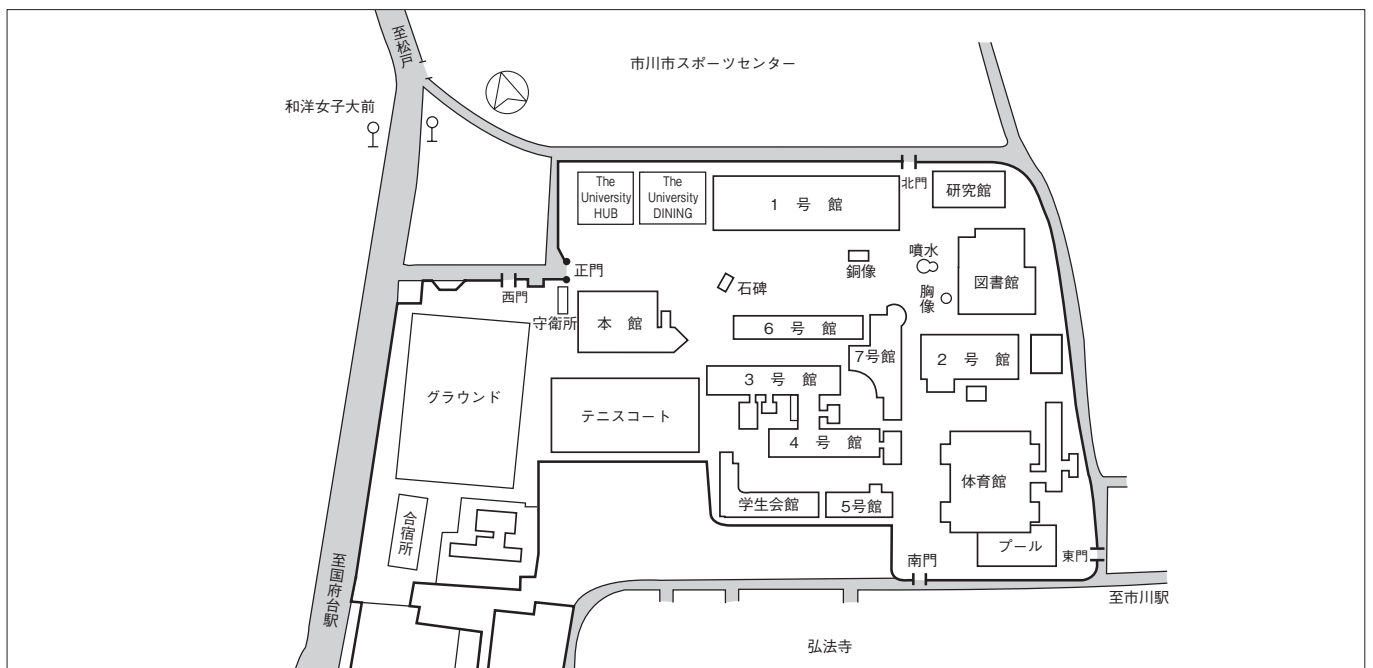 至松戸
市川市スポーツセンター
和洋女子大前
The
University
HUB
The
University
DINING
1号館
北門
研究館
正門
西門
守衛所
本館
石碑
銅像
噴水
胸像
図書館
6号館
7号館
2号館
グラウンド
テニスコート
3号館
4号館
体育館
学生会館
5号館
合宿所
プール
南門
東門
至国府台駅
至市川駅
弘法寺